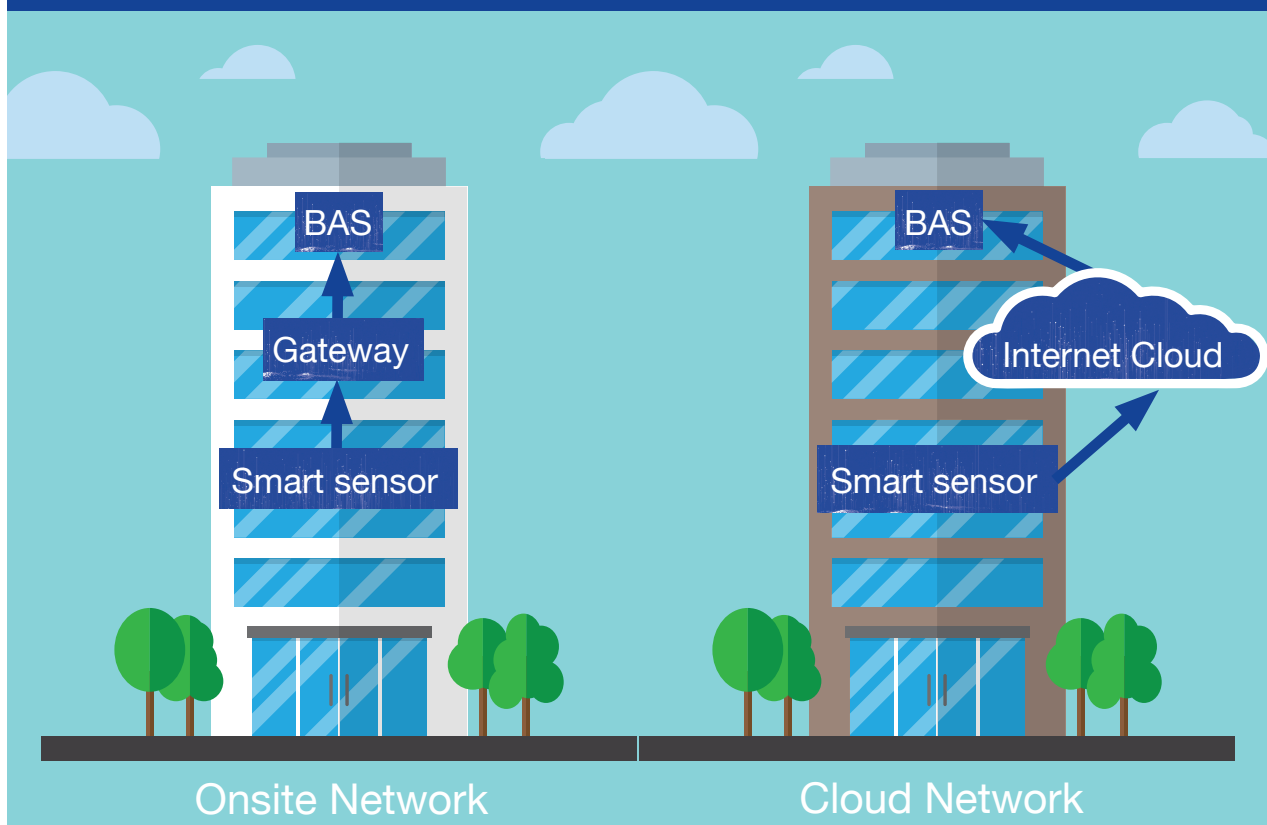 BAS
Gateway
Smart sensor
Onsite Network
BAS
Internet Cloud
Smart sensor
Cloud Network